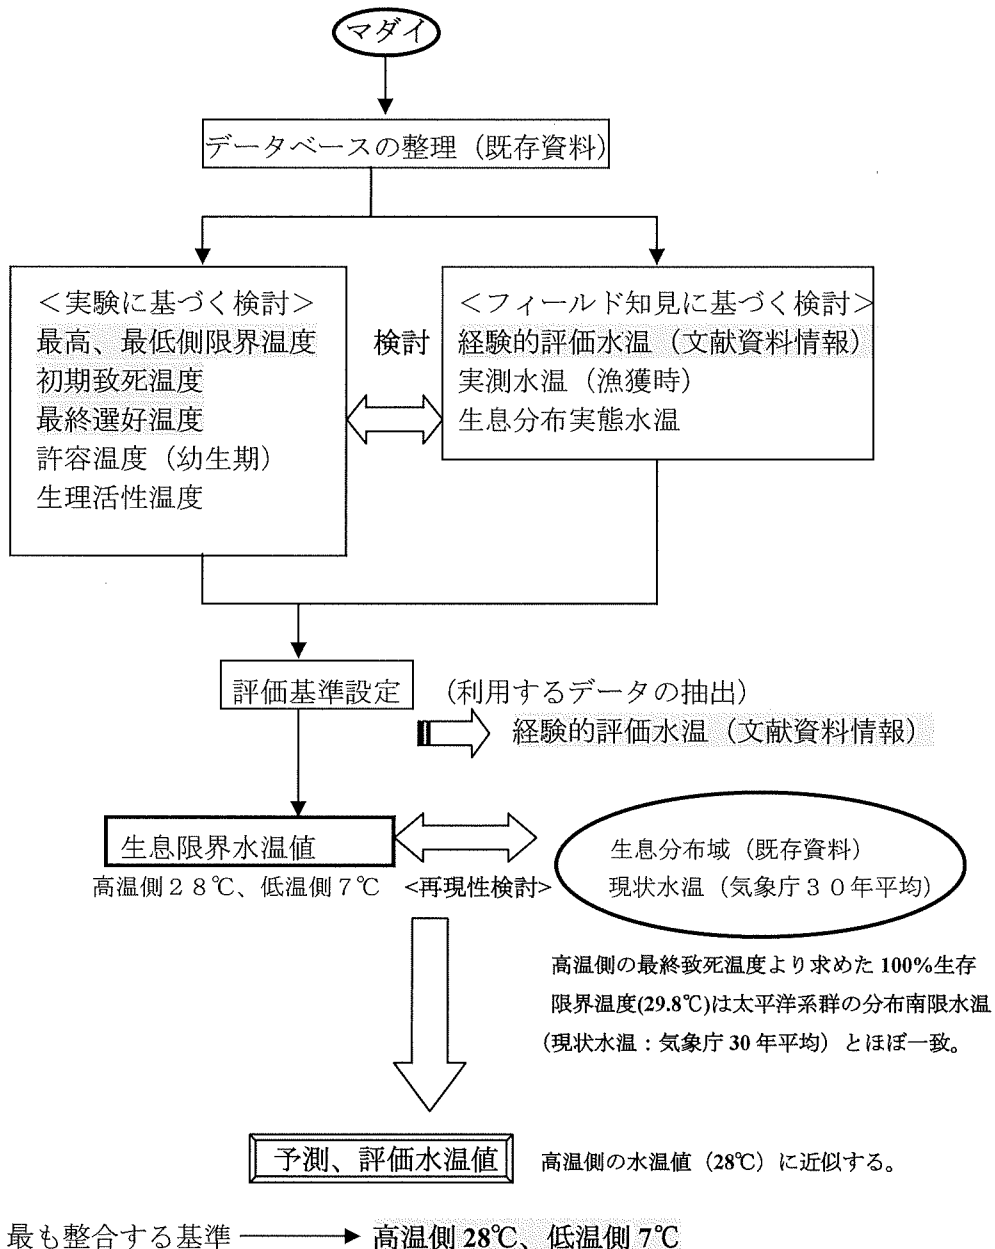 マダイ
データベースの整理（既存資料）
＜実験に基づく検討＞
最高、最低側限界温度
初期致死温度
最終選好温度
許容温度（幼生期）
生理活性温度
検討
＜フィールド知見に基づく検討＞
経験的評価水温（文献資料情報）
実測水温（漁獲時）
生息分布実態水温
評価基準設定
（利用するデータの抽出）
経験的評価水温（文献資料情報）
生息限界水温値
高温側２８℃、低温側７℃
<再現性検討>
生息分布域（既存資料）
現状水温（気象庁３０年平均）
高温側の最終致死温度より求めた 100%生存
限界温度(29.8℃)は太平洋系群の分布南限水温
（現状水温：気象庁 30 年平均）とほぼ一致。
予測、評価水温値
高温側の水温値（28℃）に近似する。
最も整合する基準
高温側 28℃、低温側 7℃